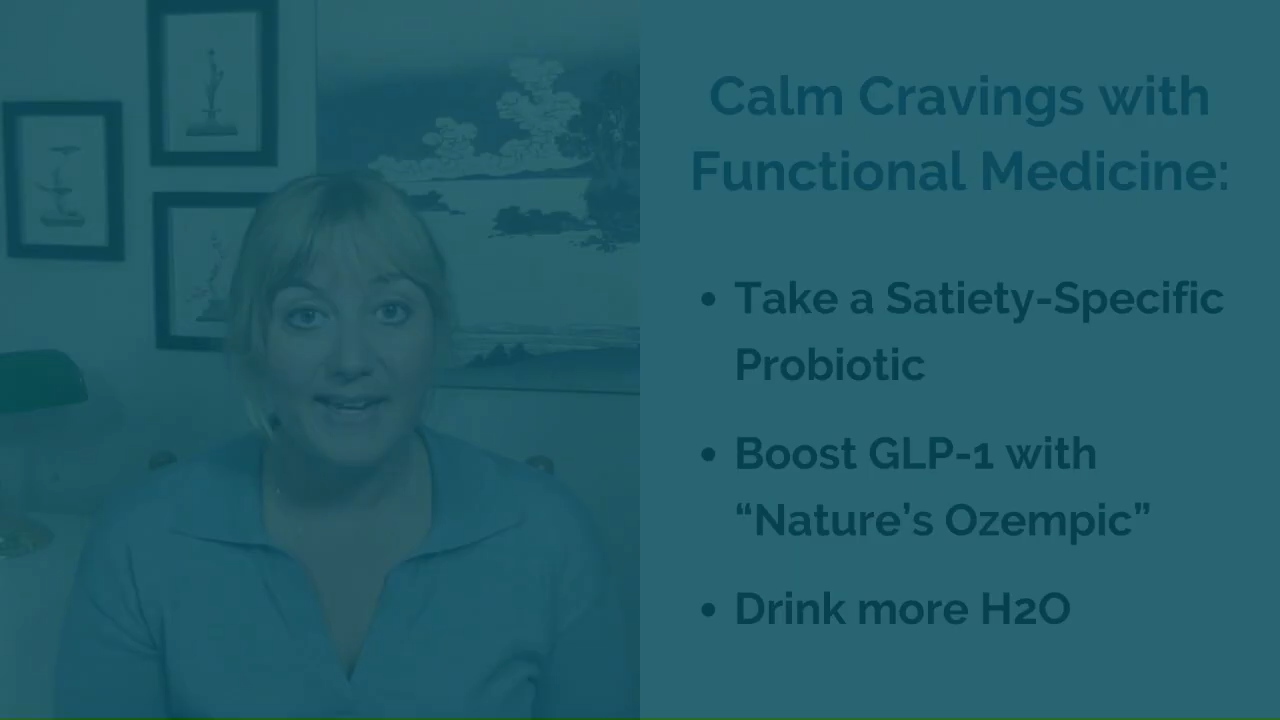 Calm Cravings with
Functional Medicine:
• Take a Satiety-Specific
Probiotic
• Boost GLP-1 with
“Nature’s Ozempic”
• Drink more H2O